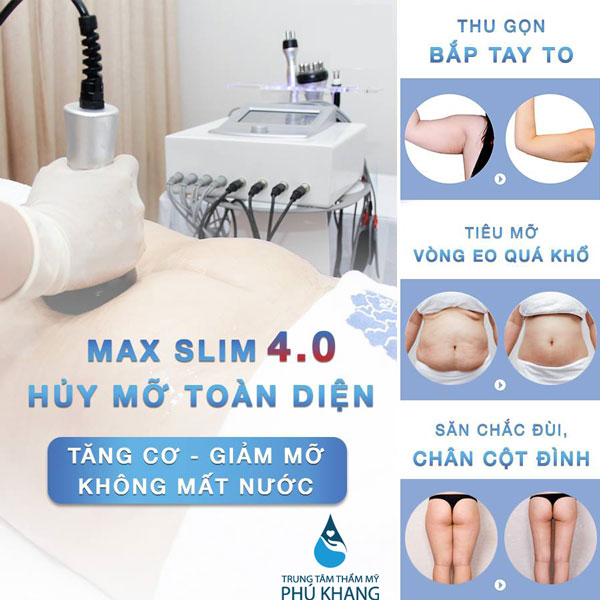 THU GỌN
BẮP TAY TO
TIÊU MỠ
VÒNG EO QUÁ KHỔ
MAX SLIM 4.0
HỦY MỠ TOÀN DIỆN
TĂNG CƠ - GIẢM MỠ
KHÔNG MẤT NƯỚC
SĂN CHẮC ĐÙI,
CHÂN CỘT ĐÌNH
TRUNG TÂM THẨM MỸ
PHÚ KHANG